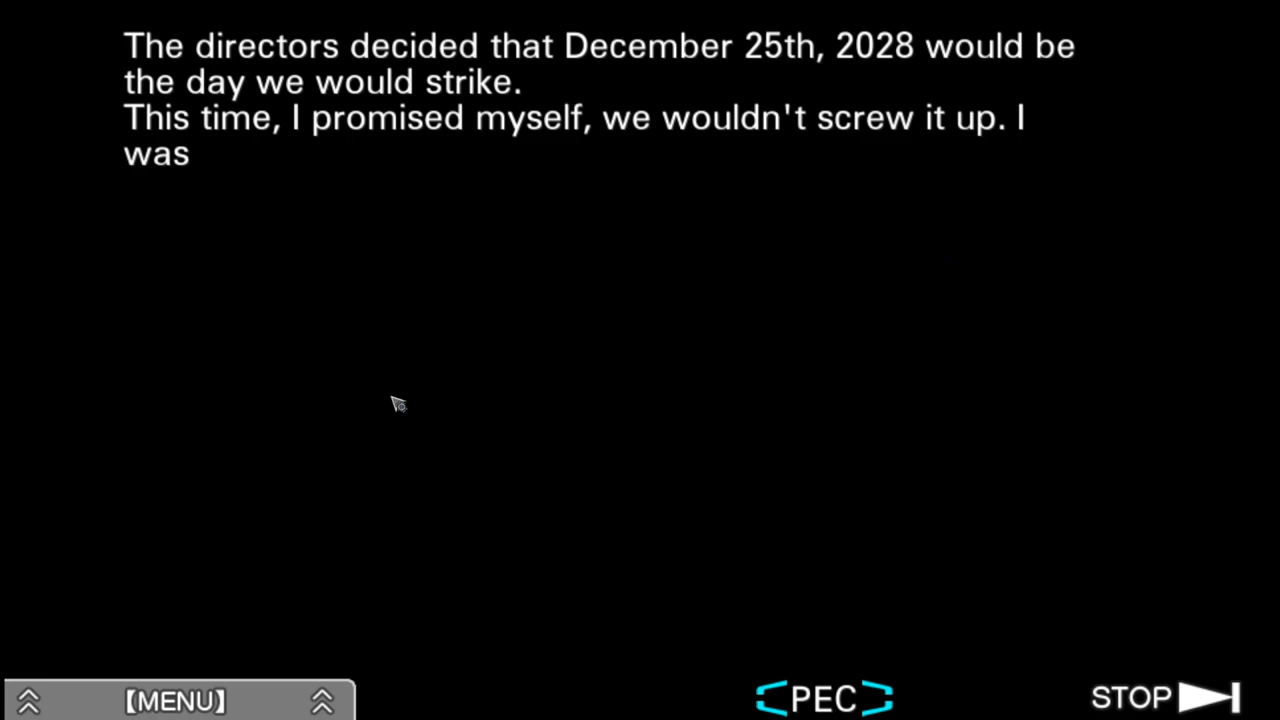 The directors decided that December 25th, 2028 would be
the day we would strike.
This time, I promised myself, we wouldn't screw it up. I
was
【MENU】
PEC
STOP